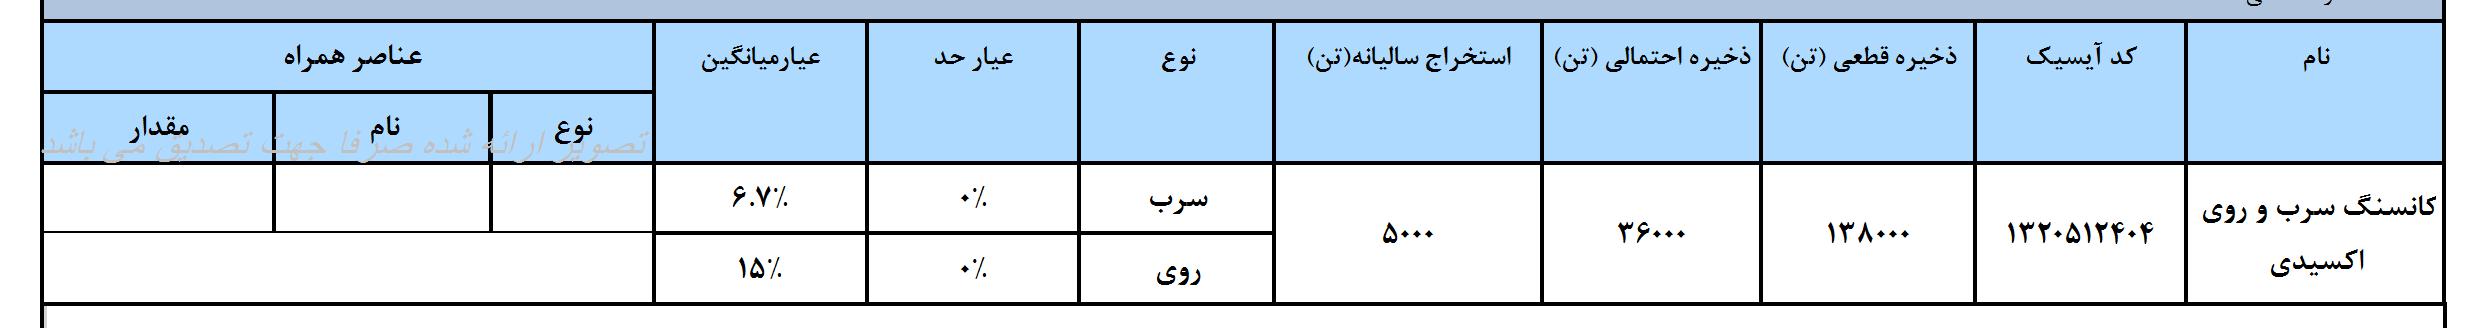 نام
کد آیسیک
ذخیره قطعی (تن)
ذخیره احتمالی (تن)
استخراج سالیانه(تن)
نوع
عیار حد
عیارمیانگین
عناصر همراه
نوع
نام
مقدار
تصویر ارائه شده صرفا جهت تصدیق می باشد
کانسنگ سرب و روی
اکسیدی
۱۳۲۰۵۱۲۴۰۴
۱۳۸۰۰۰
۳۶۰۰۰
۵۰۰۰
سرب
۰٪
۶.۷٪
روی
۰٪
۱۵٪